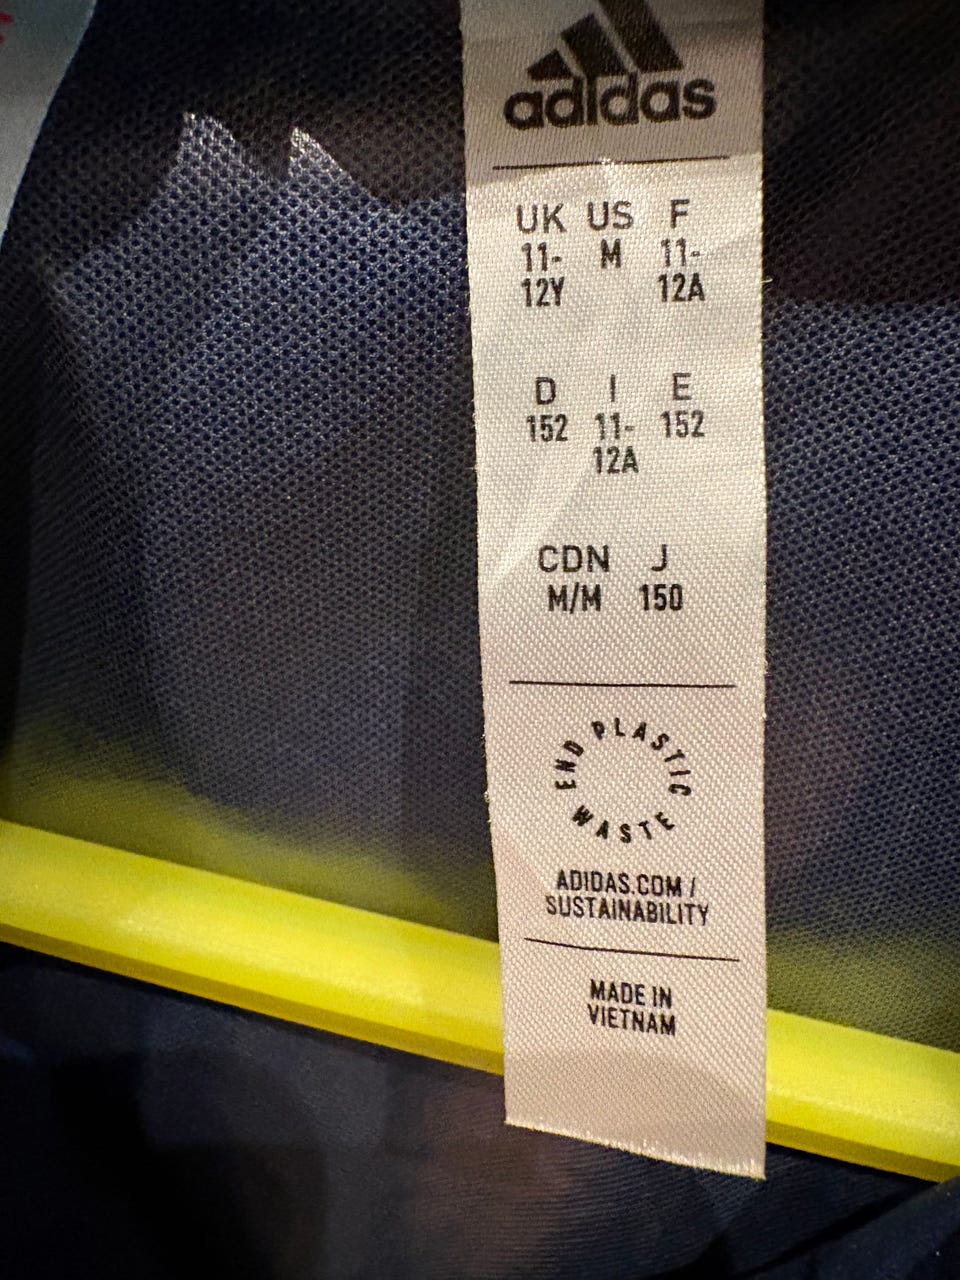 adidas
UK US F
11- M 11-
12Y 12A
D I E
152 11- 152
12A
CDN J
M/M 150
END PLASTIC WASTE
ADIDAS.COM /
SUSTAINABILITY
MADE IN
VIETNAM